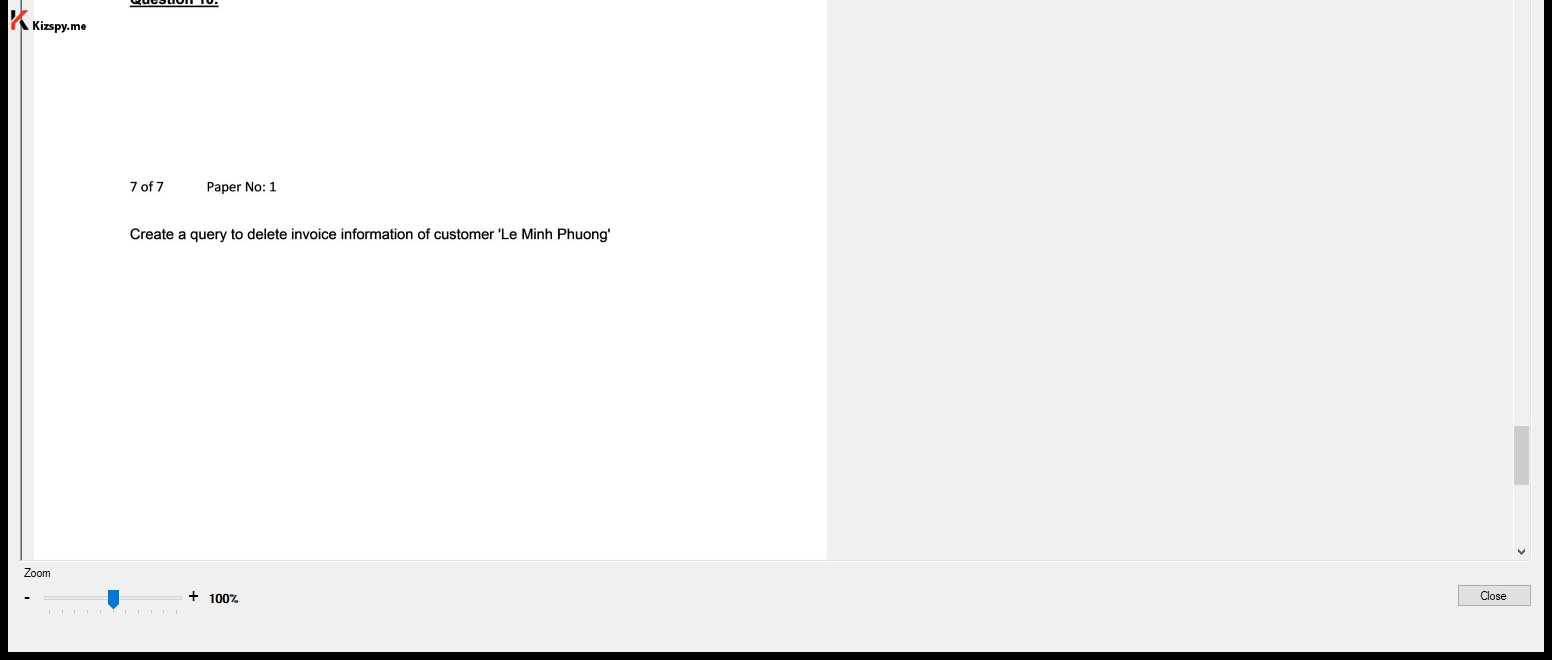 Question 10:
Kizspy.me
7 of 7 Paper No: 1
Create a query to delete invoice information of customer 'Le Minh Phuong'
Zoom
- + 100%
Close